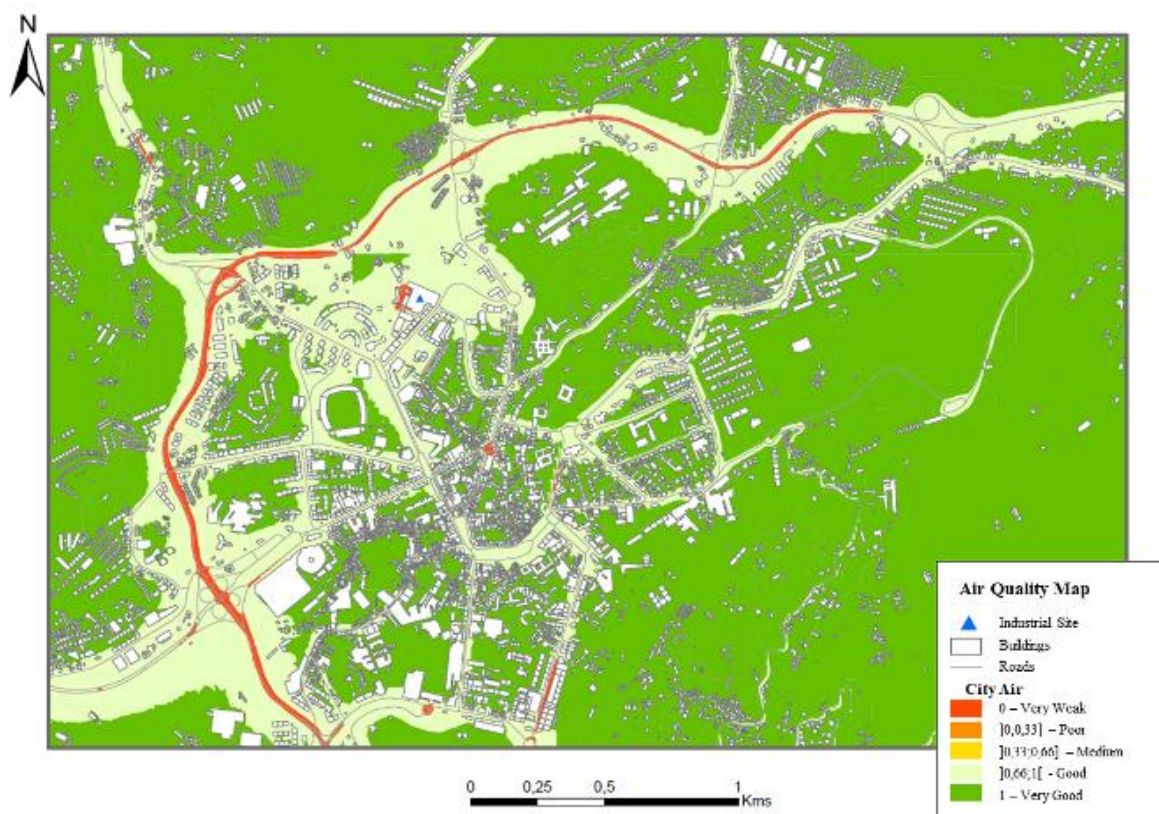 N
Air Quality Map
Industrial Site
Buildings
Roads
City Air
0 – Very Weak
]0,0,33] – Poor
]0,33;0,66] – Medium
]0,66;1[ - Good
1 – Very Good
0 0,25 0,5 1
Kms